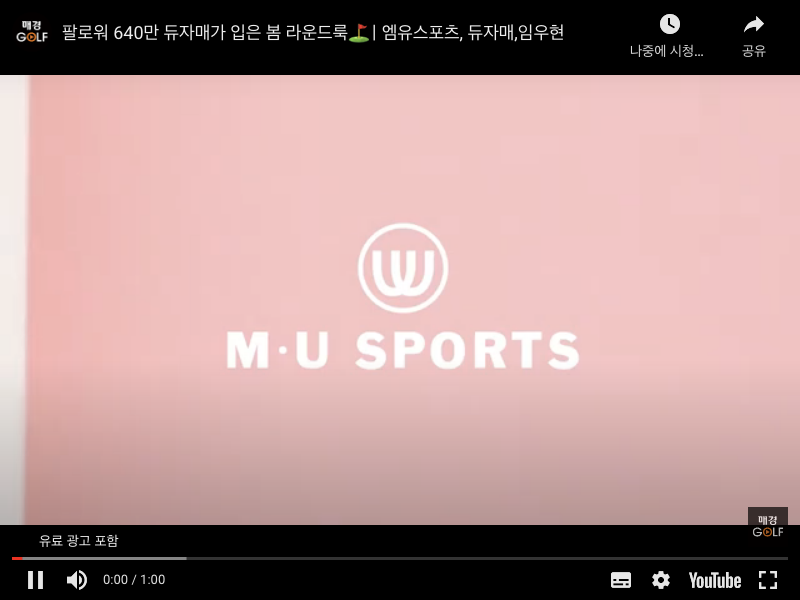 매경
GOLF
팔로워 640만 듀자매가 입은 봄 라운드룩⛳| 엠유스포츠, 듀자매,임우현
나중에 시청...
공유
M·U SPORTS
매경
GOLF
유료 광고 포함
0:00 / 1:00
YouTube